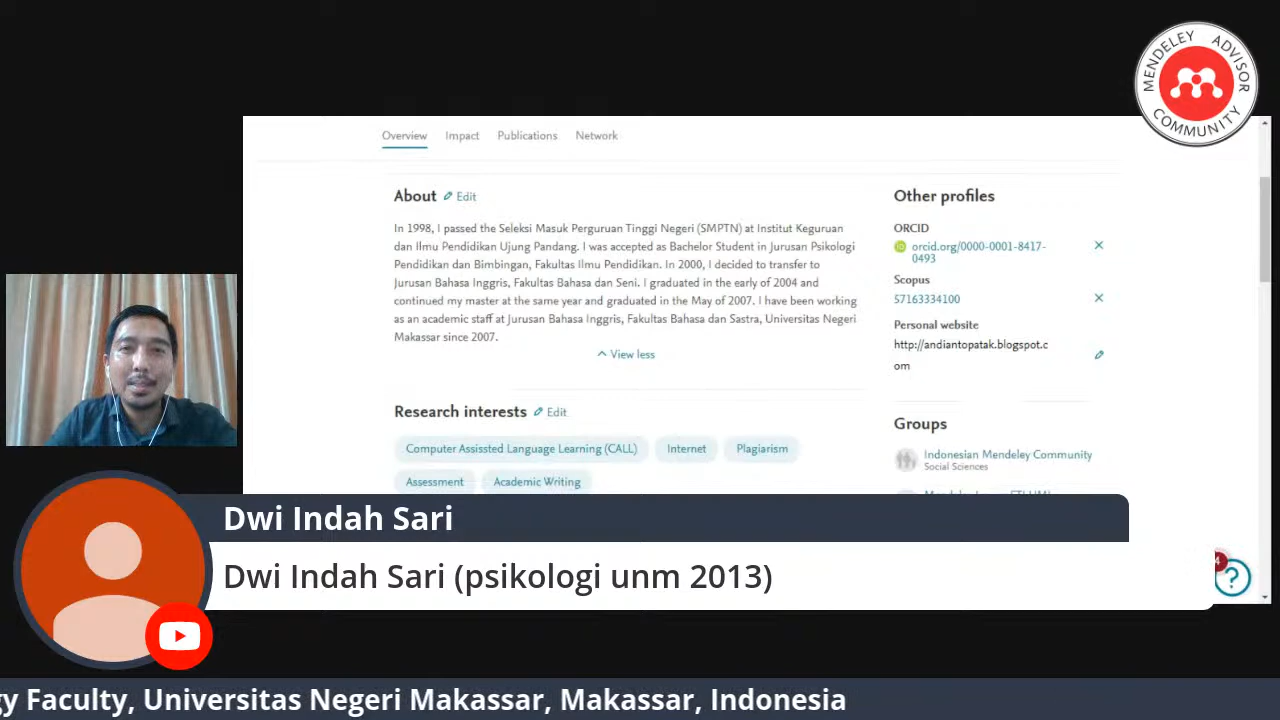 MENDELEY ADVISOR
COMMUNITY
Overview Impact Publications Network
About Edit
In 1998, I passed the Seleksi Masuk Perguruan Tinggi Negeri (SMPTN) at Institut Keguruan
dan Ilmu Pendidikan Ujung Pandang. I was accepted as Bachelor Student in Jurusan Psikologi
Pendidikan dan Bimbingan, Fakultas Ilmu Pendidikan. In 2000, I decided to transfer to
Jurusan Bahasa Inggris, Fakultas Bahasa dan Seni. I graduated in the early of 2004 and
continued my master at the same year and graduated in the May of 2007. I have been working
as an academic staff at Jurusan Bahasa Inggris, Fakultas Bahasa dan Sastra, Universitas Negeri
Makassar since 2007.
View less
Research interests Edit
Computer Assissted Language Learning (CALL) Internet Plagiarism
Assessment Academic Writing
Other profiles
ORCID
orcid.org/0000-0001-8417-
0493
Scopus
57163334100
Personal website
http://andiantopatak.blogspot.c
om
Groups
Indonesian Mendeley Community
Social Sciences
Dwi Indah Sari
Dwi Indah Sari (psikologi unm 2013)
gy Faculty, Universitas Negeri Makassar, Makassar, Indonesia